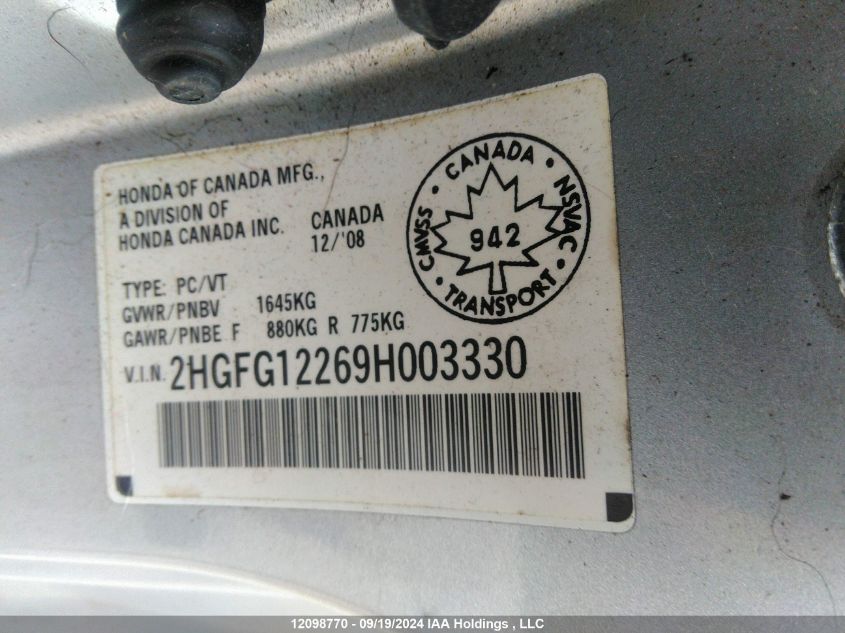 HONDA OF CANADA MFG.,
A DIVISION OF
HONDA CANADA INC.
CANADA
12/'08
TYPE: PC/VT
GVWR/PNBV 1645KG
GAWR/PNBE F 880KG R 775KG
V.I.N. 2HGFG12269H003330
CMVSS • CANADA • NSVAC • TRANSPORT •
942
12098770 - 09/19/2024 IAA Holdings , LLC